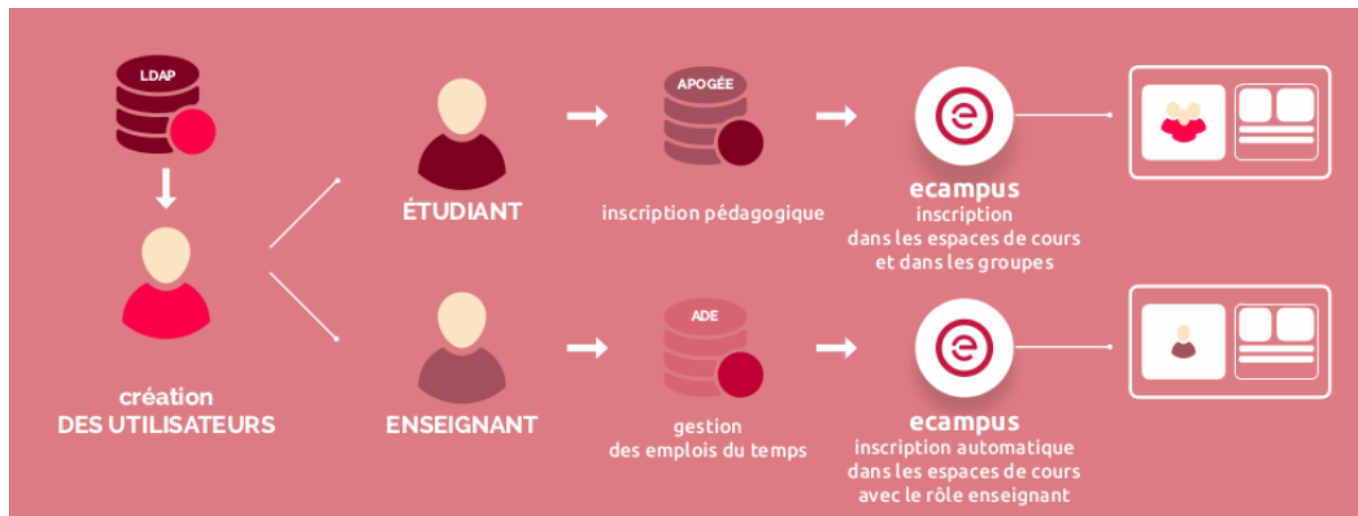 LDAP
création
DES UTILISATEURS
ÉTUDIANT
APOGÉE
inscription pédagogique
ecampus
inscription
dans les espaces de cours
et dans les groupes
ENSEIGNANT
ADE
gestion
des emplois du temps
ecampus
inscription automatique
dans les espaces de cours
avec le rôle enseignant